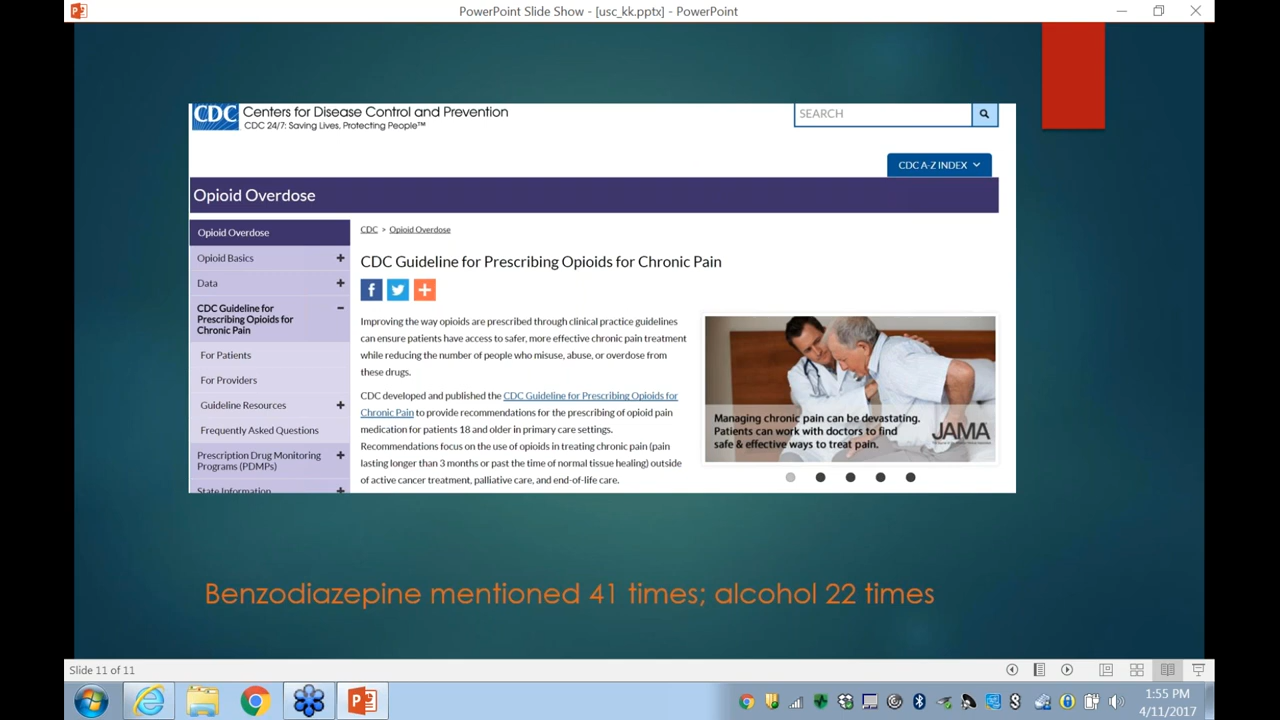 PowerPoint Slide Show - [usc_kk.pptx] - PowerPoint
CDC Centers for Disease Control and Prevention
CDC 24/7: Saving Lives, Protecting People™
SEARCH
CDC A-Z INDEX
Opioid Overdose
Opioid Overdose
Opioid Basics
Data
CDC Guideline for
Prescribing Opioids for
Chronic Pain
For Patients
For Providers
Guideline Resources
Frequently Asked Questions
Prescription Drug Monitoring
Programs (PDMPs)
State Information
CDC > Opioid Overdose
CDC Guideline for Prescribing Opioids for Chronic Pain
Improving the way opioids are prescribed through clinical practice guidelines
can ensure patients have access to safer, more effective chronic pain treatment
while reducing the number of people who misuse, abuse, or overdose from
these drugs.
CDC developed and published the CDC Guideline for Prescribing Opioids for
Chronic Pain to provide recommendations for the prescribing of opioid pain
medication for patients 18 and older in primary care settings.
Recommendations focus on the use of opioids in treating chronic pain (pain
lasting longer than 3 months or past the time of normal tissue healing) outside
of active cancer treatment, palliative care, and end-of-life care.
Managing chronic pain can be devastating.
Patients can work with doctors to find
safe & effective ways to treat pain.
JAMA
Benzodiazepine mentioned 41 times; alcohol 22 times
Slide 11 of 11
1:55 PM
4/11/2017